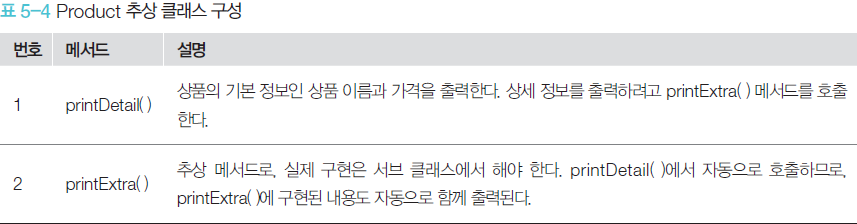 표 5-4 Product 추상 클래스 구성
번호 메서드 설명
1 printDetail( ) 상품의 기본 정보인 상품 이름과 가격을 출력한다. 상세 정보를 출력하려고 printExtra( ) 메서드를 호출
한다.
2 printExtra( ) 추상 메서드로, 실제 구현은 서브 클래스에서 해야 한다. printDetail( )에서 자동으로 호출하므로,
printExtra( )에 구현된 내용도 자동으로 함께 출력된다.